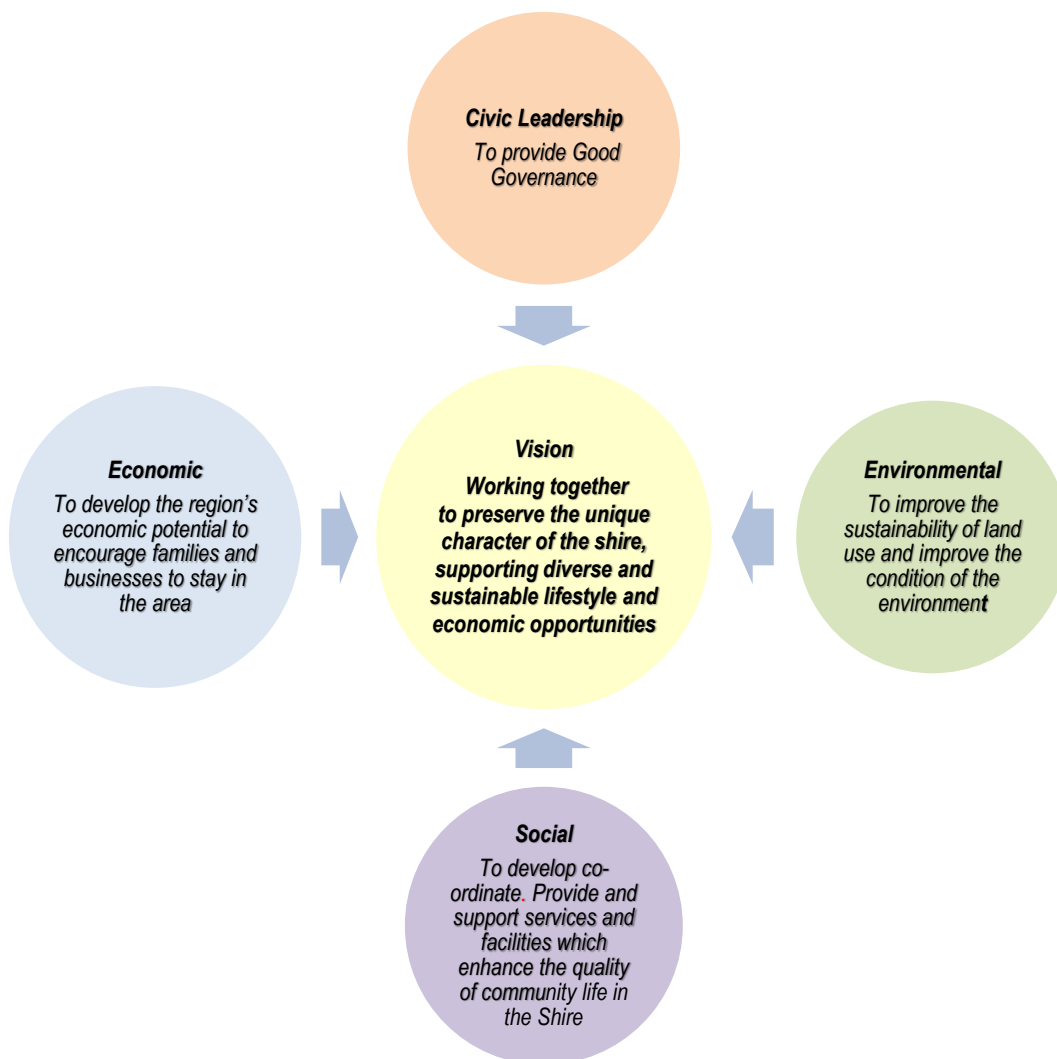 Civic Leadership
To provide Good
Governance
Economic
To develop the region's
economic potential to
encourage families and
businesses to stay in
the area
Vision
Working together
to preserve the unique
character of the shire,
supporting diverse and
sustainable lifestyle and
economic opportunities
Environmental
To improve the
sustainability of land
use and improve the
condition of the
environment
Social
To develop co-
ordinate. Provide and
support services and
facilities which
enhance the quality
of community life in
the Shire